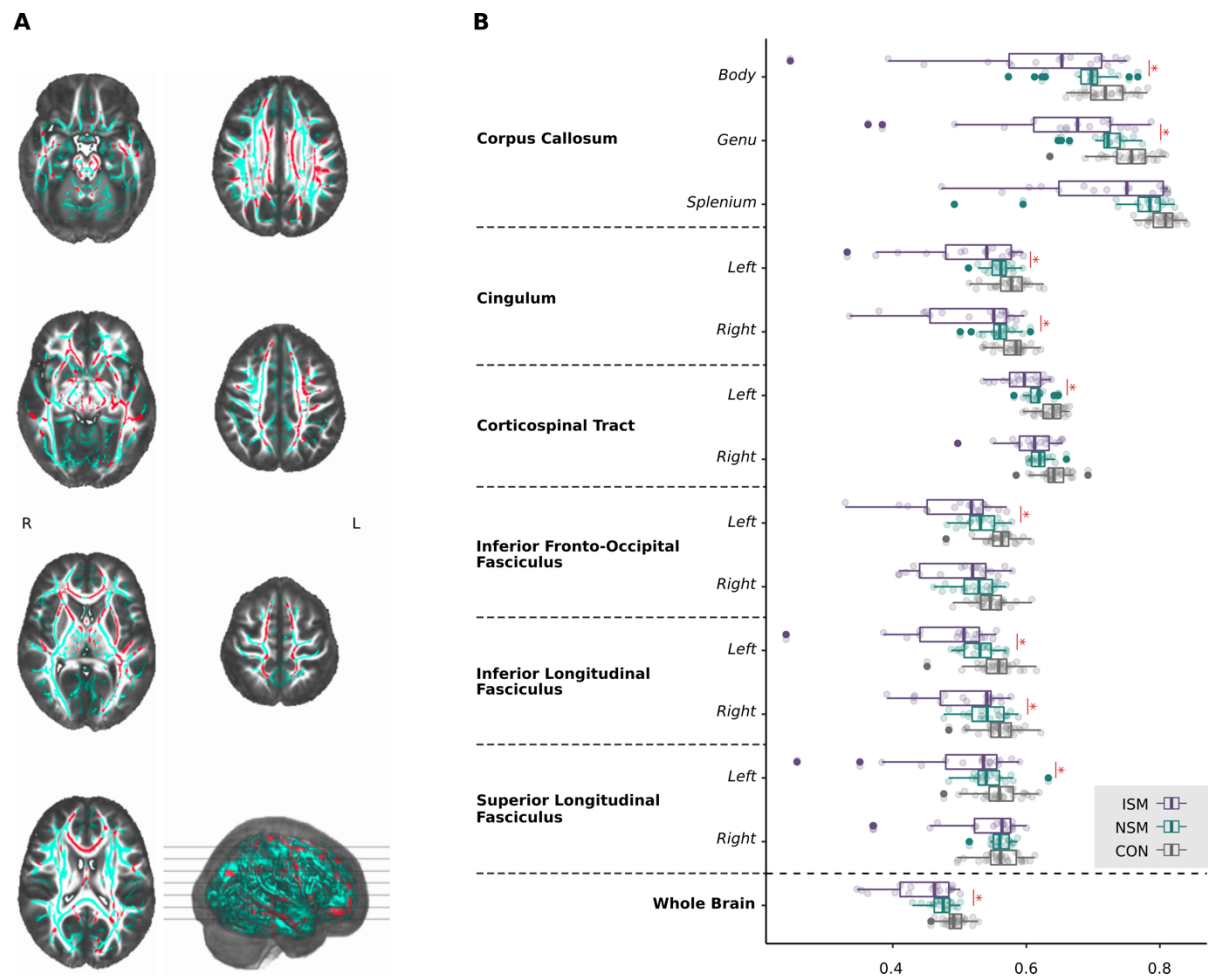 A
B
R
L
Corpus Callosum
Body
*
Genu
*
Splenium
Cingulum
Left
*
Right
*
Corticospinal Tract
Left
*
Right
Inferior Fronto-Occipital
Fasciculus
Left
*
Right
Inferior Longitudinal
Fasciculus
Left
*
Right
*
Superior Longitudinal
Fasciculus
Left
*
Right
Whole Brain
*
ISM
NSM
CON
0.4
0.6
0.8